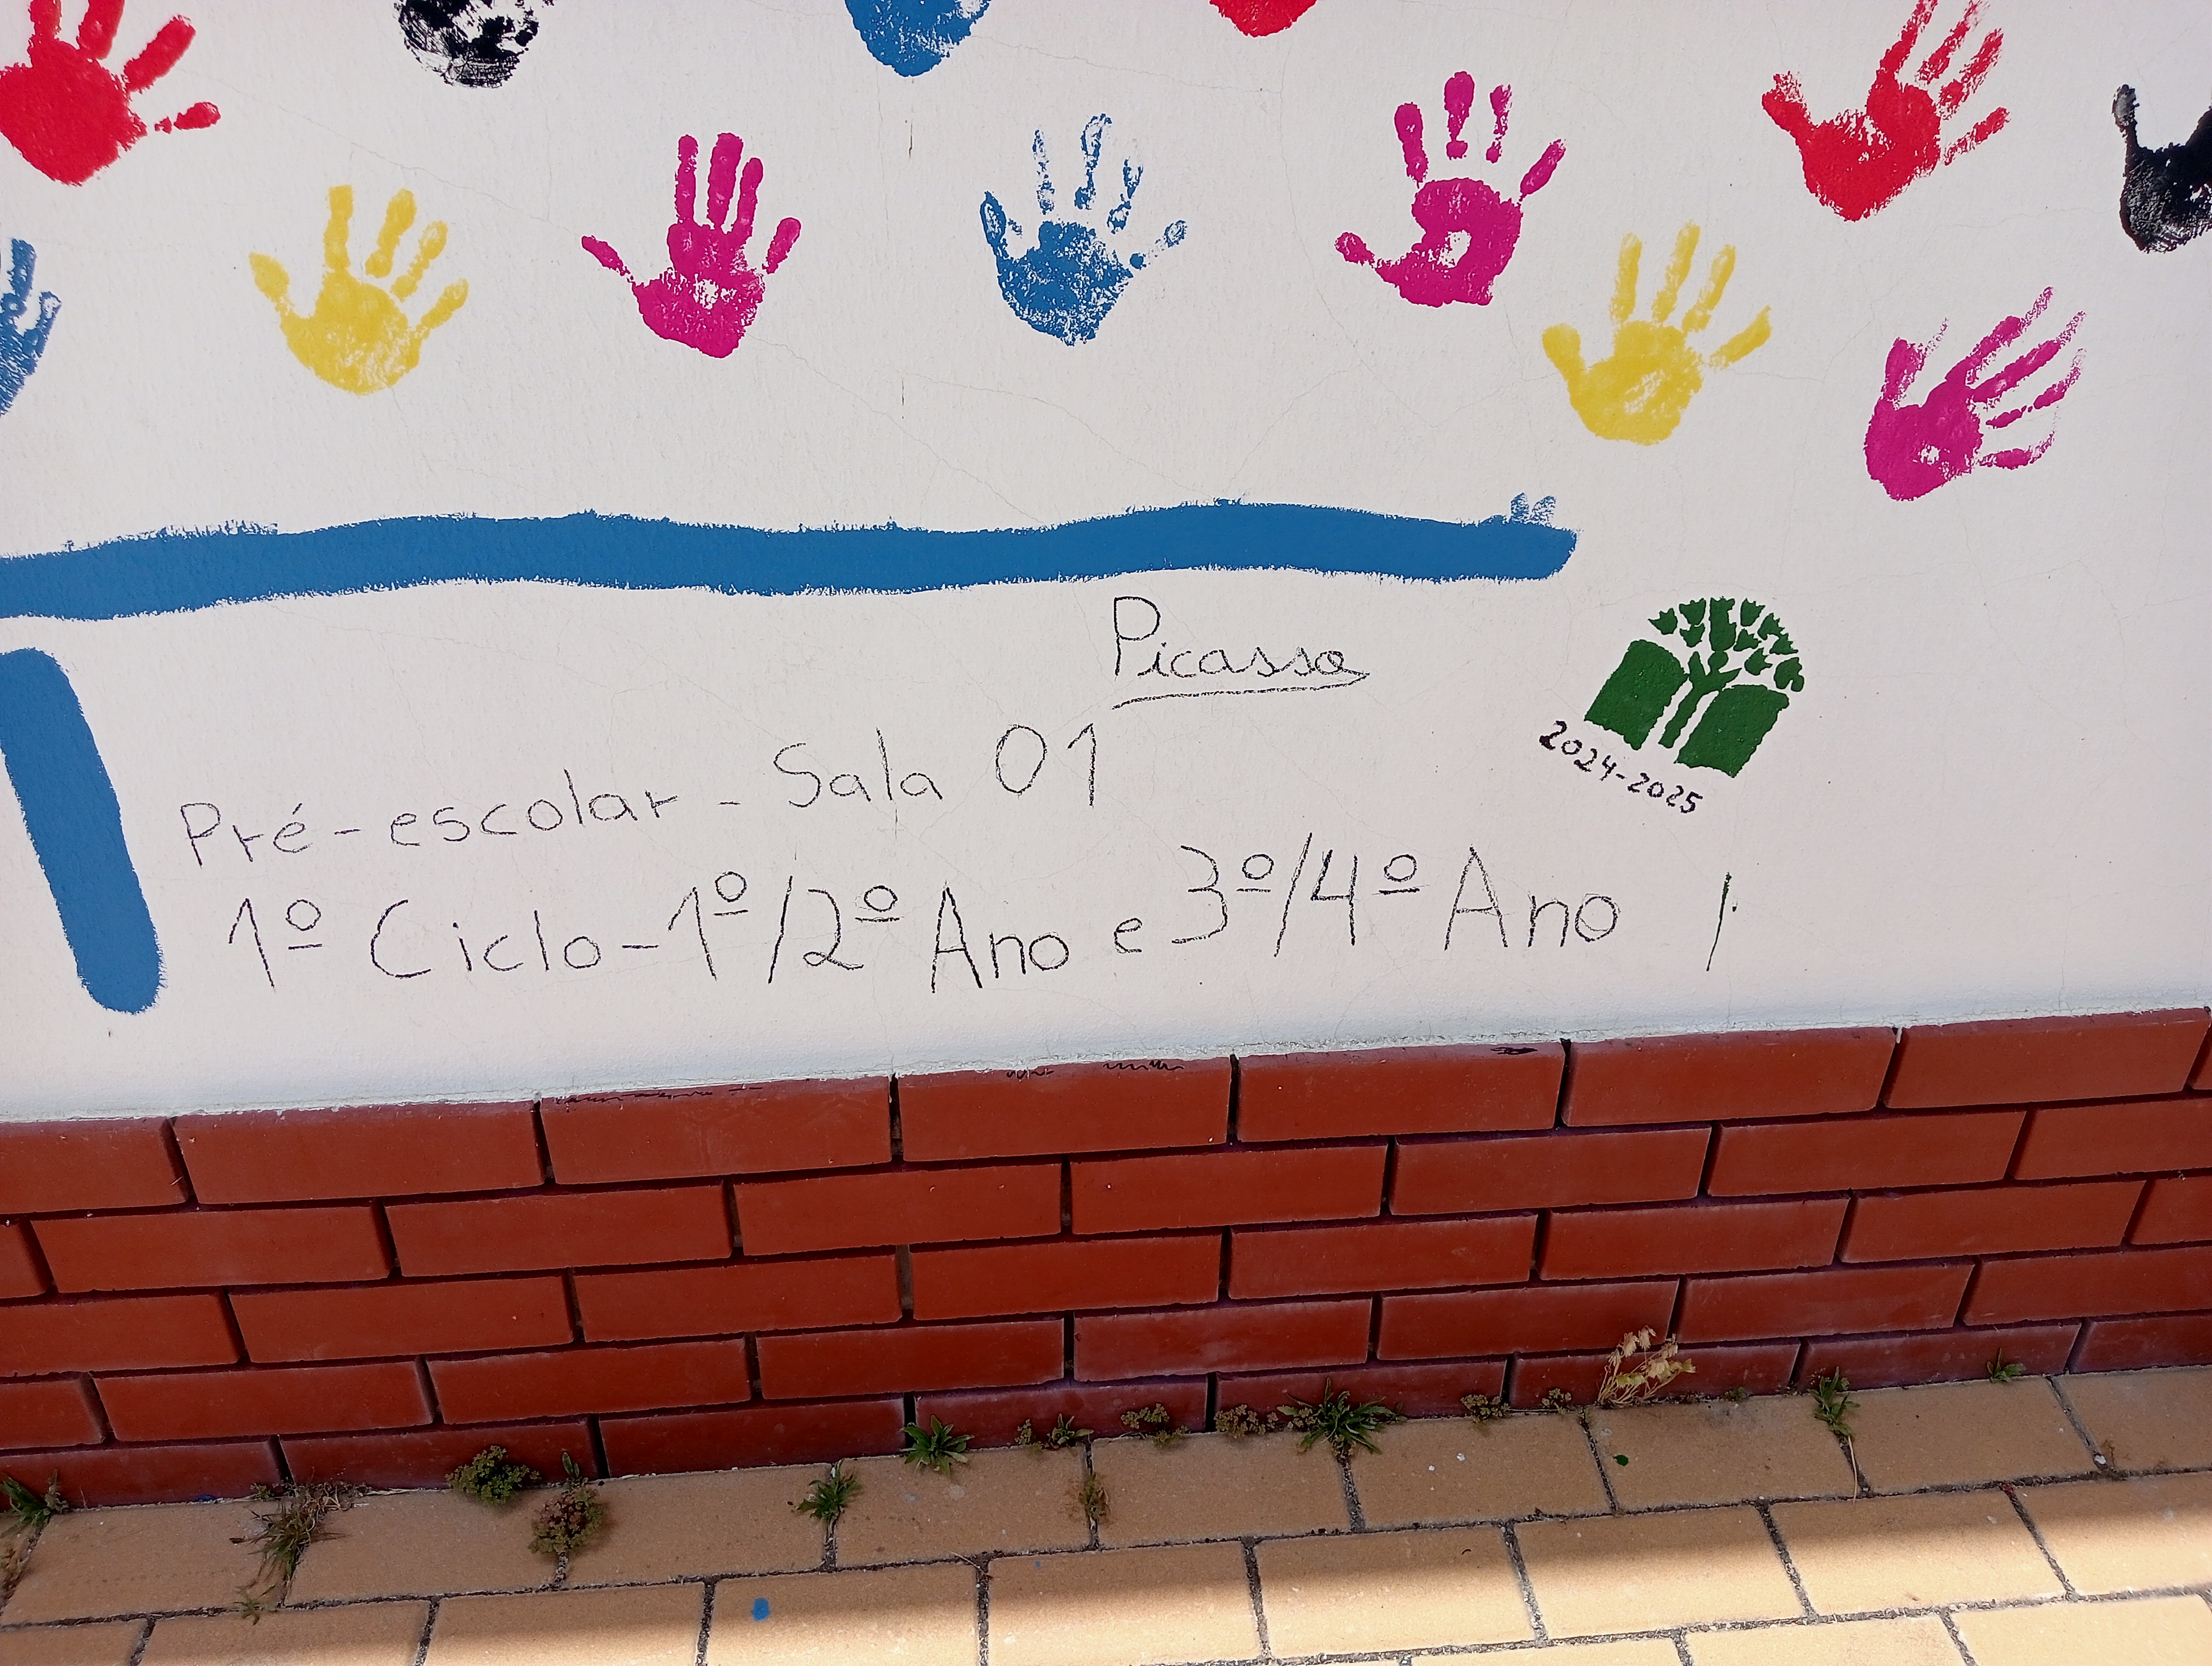 Picasso
2024-2025
Pré-escolar - Sala 01
1º Ciclo-1º/2º Ano e 3º/4º Ano